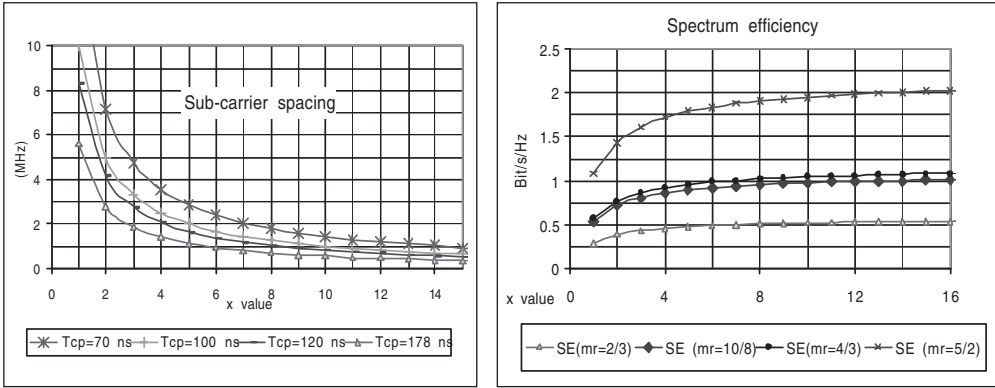 Sub-carrier spacing
(MHz)
10
8
6
4
2
0
0 2 4 6 8 10 12 14
x value
Tcp=70 ns Tcp=100 ns Tcp=120 ns Tcp=178 ns
Spectrum efficiency
Bit/s/Hz
2.5
2
1.5
1
0.5
0
x value 0 4 8 12 16
SE(mr=2/3) SE (mr=10/8) SE(mr=4/3) SE (mr=5/2)